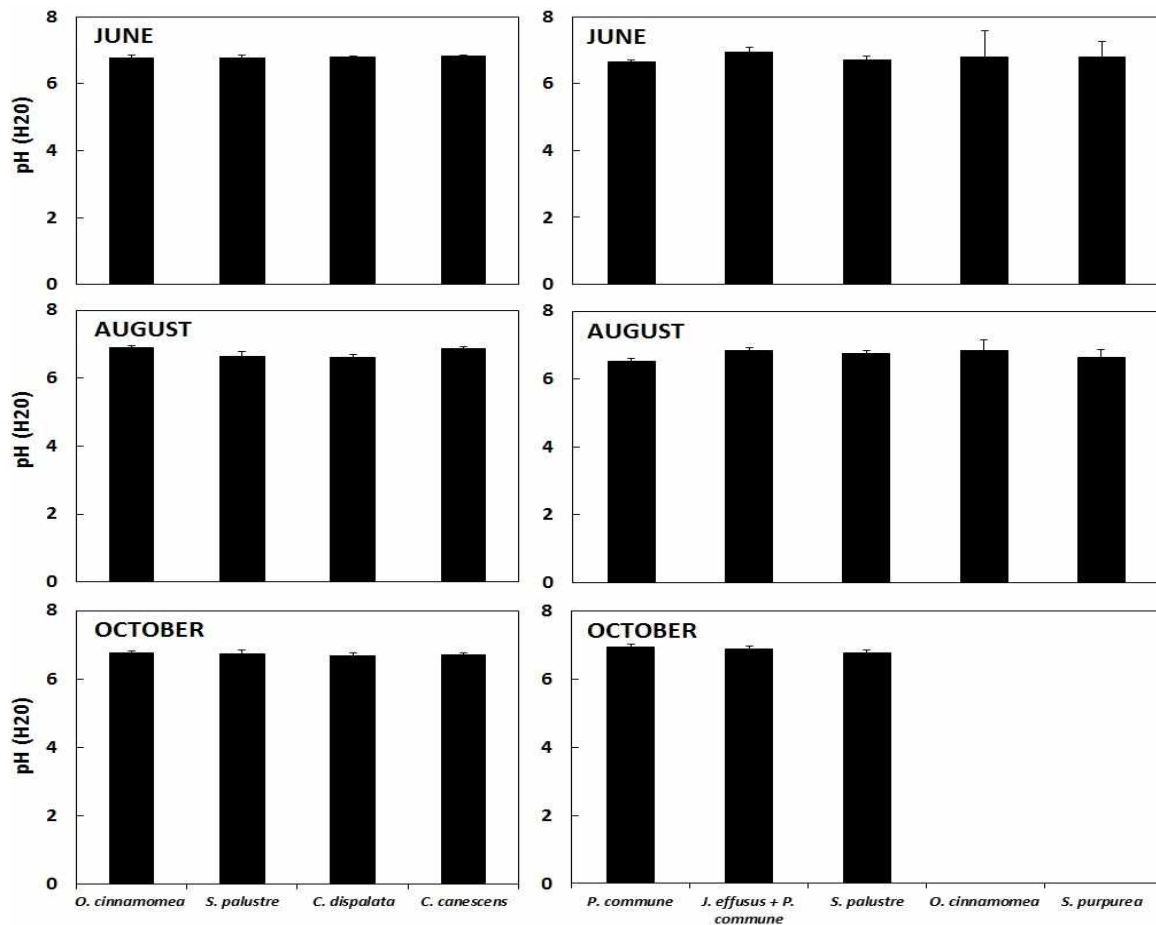 8
JUNE
6
4
2
0
pH (H20)
8
JUNE
6
4
2
0
8
AUGUST
6
4
2
0
pH (H20)
8
AUGUST
6
4
2
0
8
OCTOBER
6
4
2
0
pH (H20)
O. cinnamomea S. palustre C. dispalata C. canescens
8
OCTOBER
6
4
2
0
P. commune J. effusus + P. S. palustre O. cinnamomea S. purpurea
commune